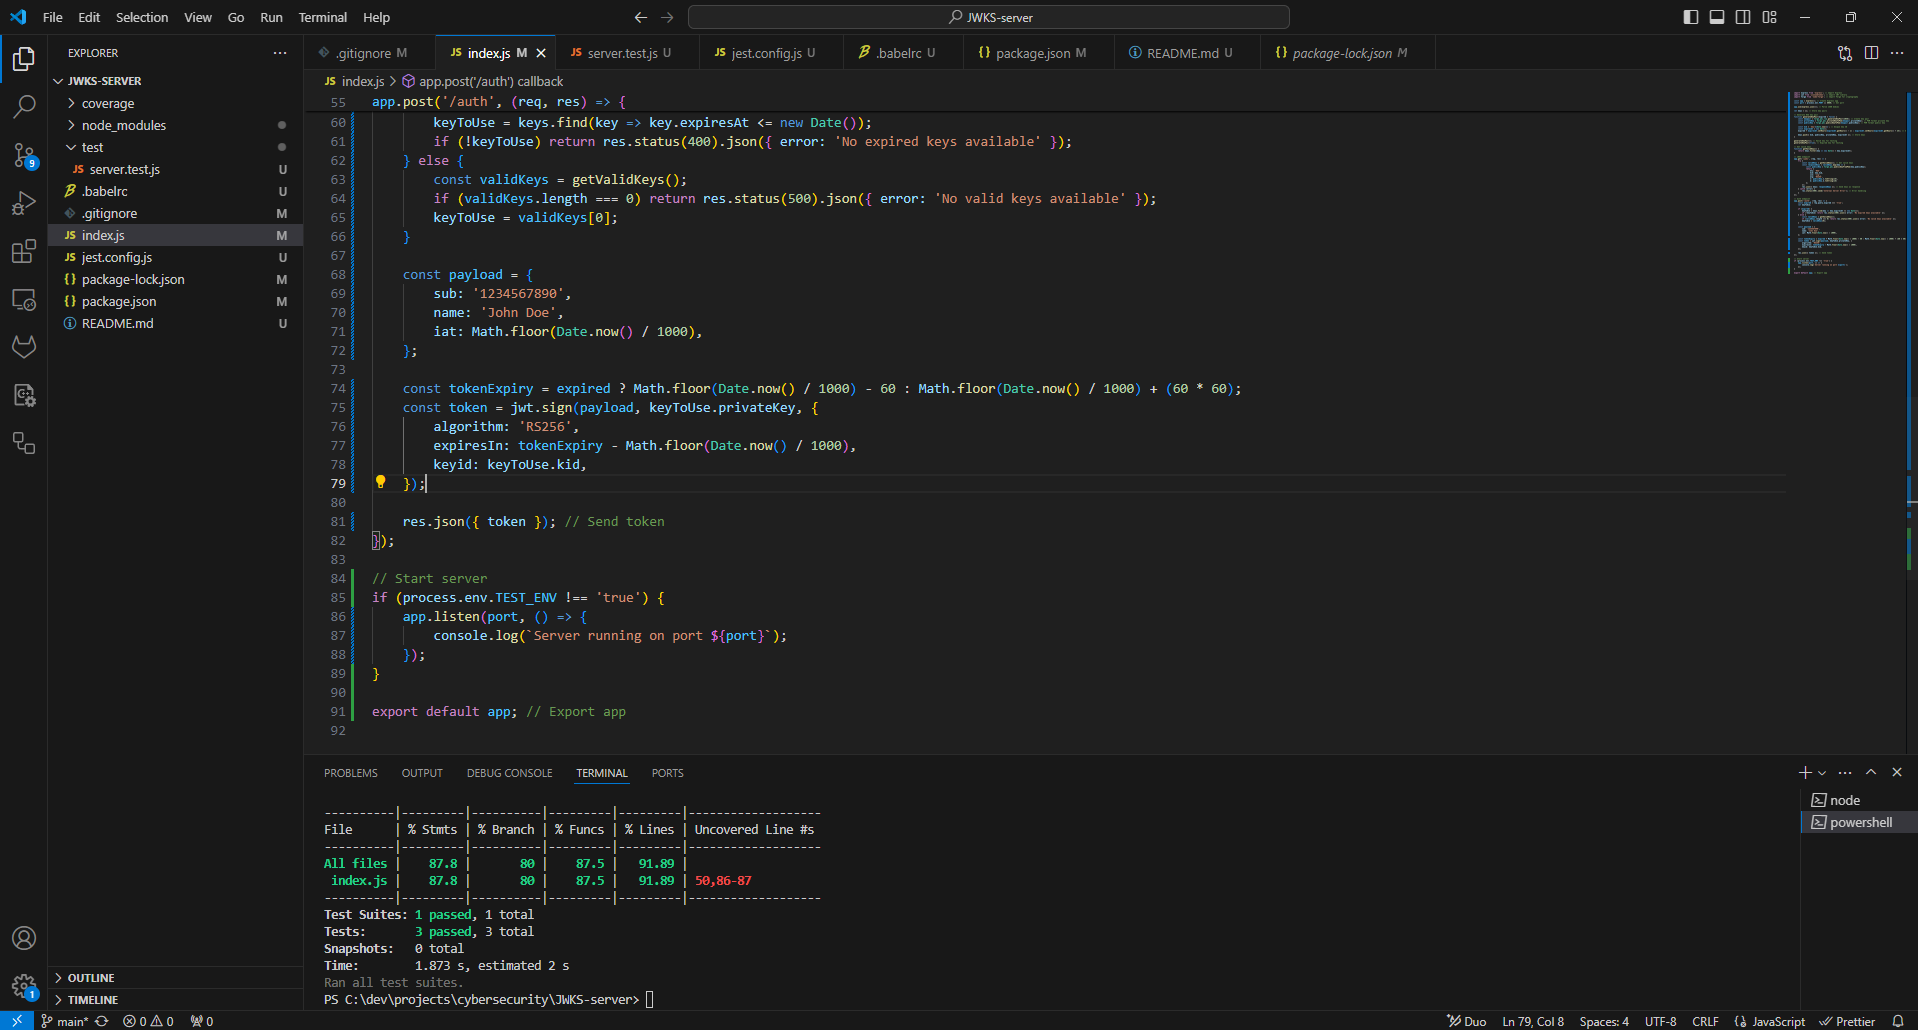 File Edit Selection View Go Run Terminal Help
JWKS-server
EXPLORER
JWKS-SERVER
coverage
node_modules
test
JS server.test.js U
.babelrc U
.gitignore M
JS index.js M
JS jest.config.js U
{} package-lock.json M
{} package.json M
README.md U
OUTLINE
TIMELINE
9
1
.gitignore M
JS index.js M
JS server.test.js U
JS jest.config.js U
.babelrc U
{} package.json M
README.md U
{} package-lock.json M
JS index.js > app.post('/auth') callback
55 app.post('/auth', (req, res) => {
60 keyToUse = keys.find(key => key.expiresAt <= new Date());
61 if (!keyToUse) return res.status(400).json({ error: 'No expired keys available' });
62 } else {
63 const validKeys = getValidKeys();
64 if (validKeys.length === 0) return res.status(500).json({ error: 'No valid keys available' });
65 keyToUse = validKeys[0];
66 }
67
68 const payload = {
69 sub: '1234567890',
70 name: 'John Doe',
71 iat: Math.floor(Date.now() / 1000),
72 };
73
74 const tokenExpiry = expired ? Math.floor(Date.now() / 1000) - 60 : Math.floor(Date.now() / 1000) + (60 * 60);
75 const token = jwt.sign(payload, keyToUse.privateKey, {
76 algorithm: 'RS256',
77 expiresIn: tokenExpiry - Math.floor(Date.now() / 1000),
78 keyid: keyToUse.kid,
79 });
80
81 res.json({ token }); // Send token
82 });
83
84 // Start server
85 if (process.env.TEST_ENV !== 'true') {
86 app.listen(port, () => {
87 console.log(`Server running on port ${port}`);
88 });
89 }
90
91 export default app; // Export app
92
PROBLEMS OUTPUT DEBUG CONSOLE TERMINAL PORTS
node
powershell
----------|---------|----------|---------|---------|-------------------
File | % Stmts | % Branch | % Funcs | % Lines | Uncovered Line #s
----------|---------|----------|---------|---------|-------------------
All files | 87.8 | 80 | 87.5 | 91.89 |
index.js | 87.8 | 80 | 87.5 | 91.89 | 50,86-87
----------|---------|----------|---------|---------|-------------------
Test Suites: 1 passed, 1 total
Tests: 3 passed, 3 total
Snapshots: 0 total
Time: 1.873 s, estimated 2 s
Ran all test suites.
PS C:\dev\projects\cybersecurity\JWKS-server>
main* 0 0 0
Duo Ln 79, Col 8 Spaces: 4 UTF-8 CRLF {} JavaScript Prettier